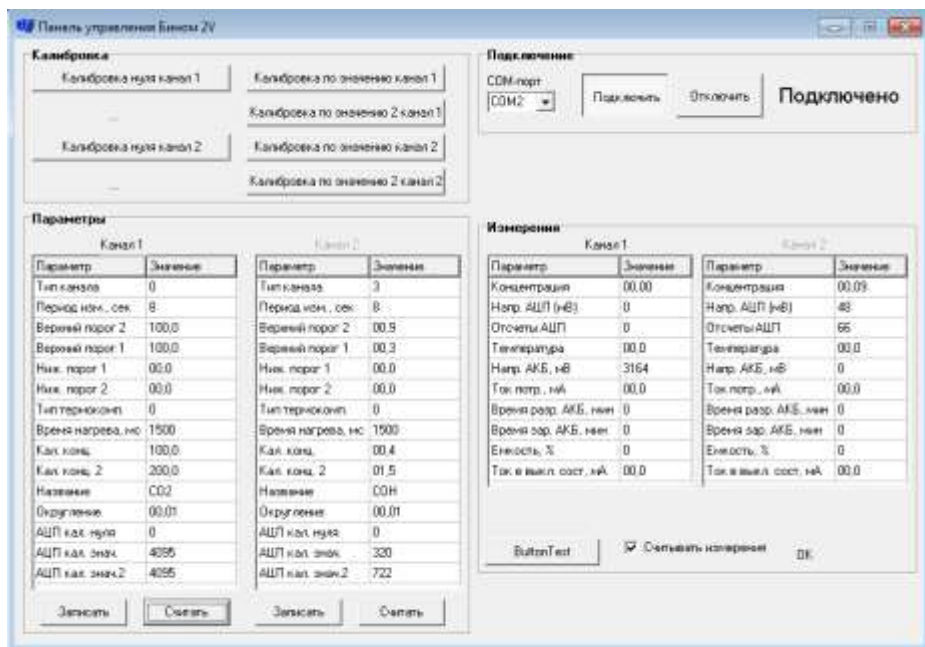 Панель управления Бином 2V
Калибровка
Калибровка нуля канал 1
Калибровка по значению канал 1
...
Калибровка по значению 2 канал 1
Калибровка нуля канал 2
Калибровка по значению канал 2
...
Калибровка по значению 2 канал 2
Подключение
COM-порт
COM2
Подключить
Отключить
Подключено
Параметры
Канал 1
Параметр Значение
Тип канала 0
Период изм., сек 8
Верхний порог 2 100,0
Верхний порог 1 100,0
Ниж. порог 1 00,0
Ниж. порог 2 00,0
Тип термокомп. 0
Время нагрева, мс 1500
Кал. конц. 100,0
Кал. конц. 2 200,0
Название CO2
Округление 00,01
АЦП кал. нуля 0
АЦП кал. знач. 4095
АЦП кал. знач.2 4095
Записать
Считать
Канал 2
Параметр Значение
Тип канала 3
Период изм., сек 8
Верхний порог 2 00,9
Верхний порог 1 00,3
Ниж. порог 1 00,0
Ниж. порог 2 00,0
Тип термокомп. 0
Время нагрева, мс 1500
Кал. конц. 00,4
Кал. конц. 2 01,5
Название COH
Округление 00,01
АЦП кал. нуля 0
АЦП кал. знач. 320
АЦП кал. знач.2 722
Записать
Считать
Измерения
Канал 1
Параметр Значение
Концентрация 00,00
Напр. АЦП (мВ) 0
Отсчеты АЦП 0
Температура 00,0
Напр. АКБ, мВ 3164
Ток потр., мА 00,0
Время разр. АКБ, мин 0
Время зар. АКБ, мин 0
Емкость, % 0
Ток в выкл. сост, мА 00,0
Канал 2
Параметр Значение
Концентрация 00,09
Напр. АЦП (мВ) 48
Отсчеты АЦП 66
Температура 00,0
Напр. АКБ, мВ 0
Ток потр., мА 00,0
Время разр. АКБ, мин 0
Время зар. АКБ, мин 0
Емкость, % 0
Ток в выкл. сост, мА 00,0
ButtonTest
Считывать измерения
OK